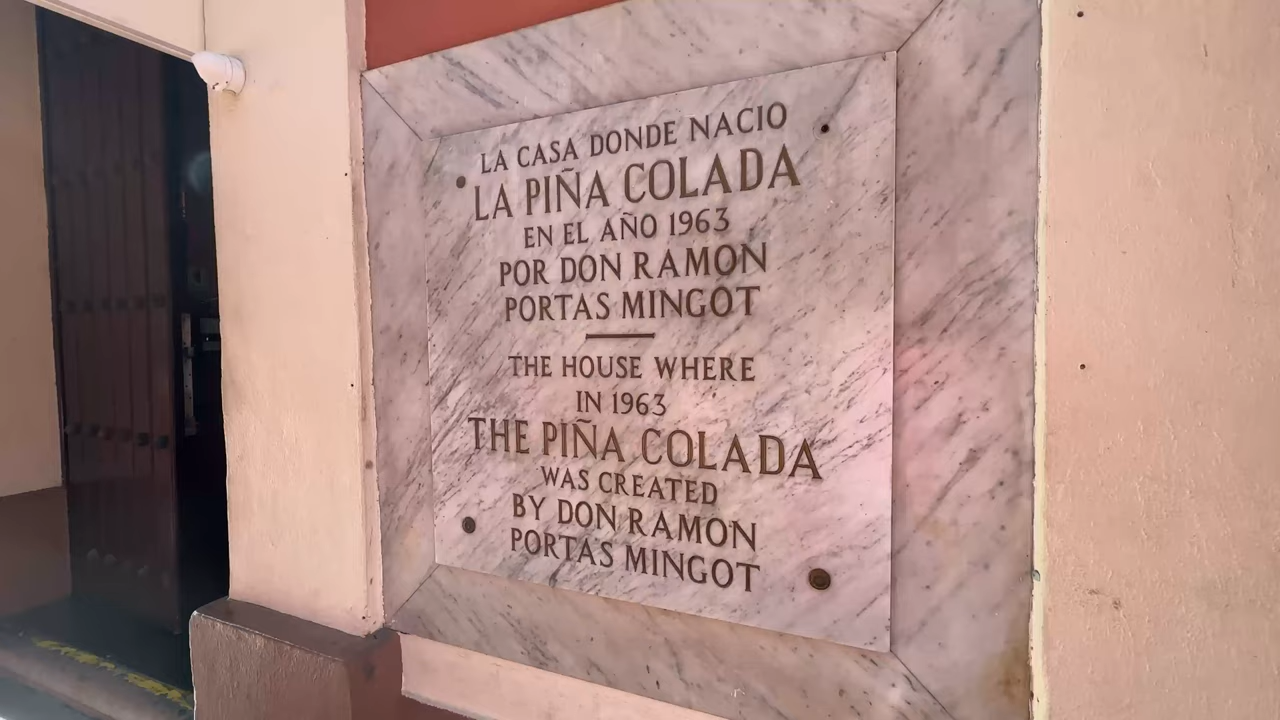 LA CASA DONDE NACIO
LA PIÑA COLADA
EN EL AÑO 1963
POR DON RAMON
PORTAS MINGOT
THE HOUSE WHERE
IN 1963
THE PIÑA COLADA
WAS CREATED
BY DON RAMON
PORTAS MINGOT